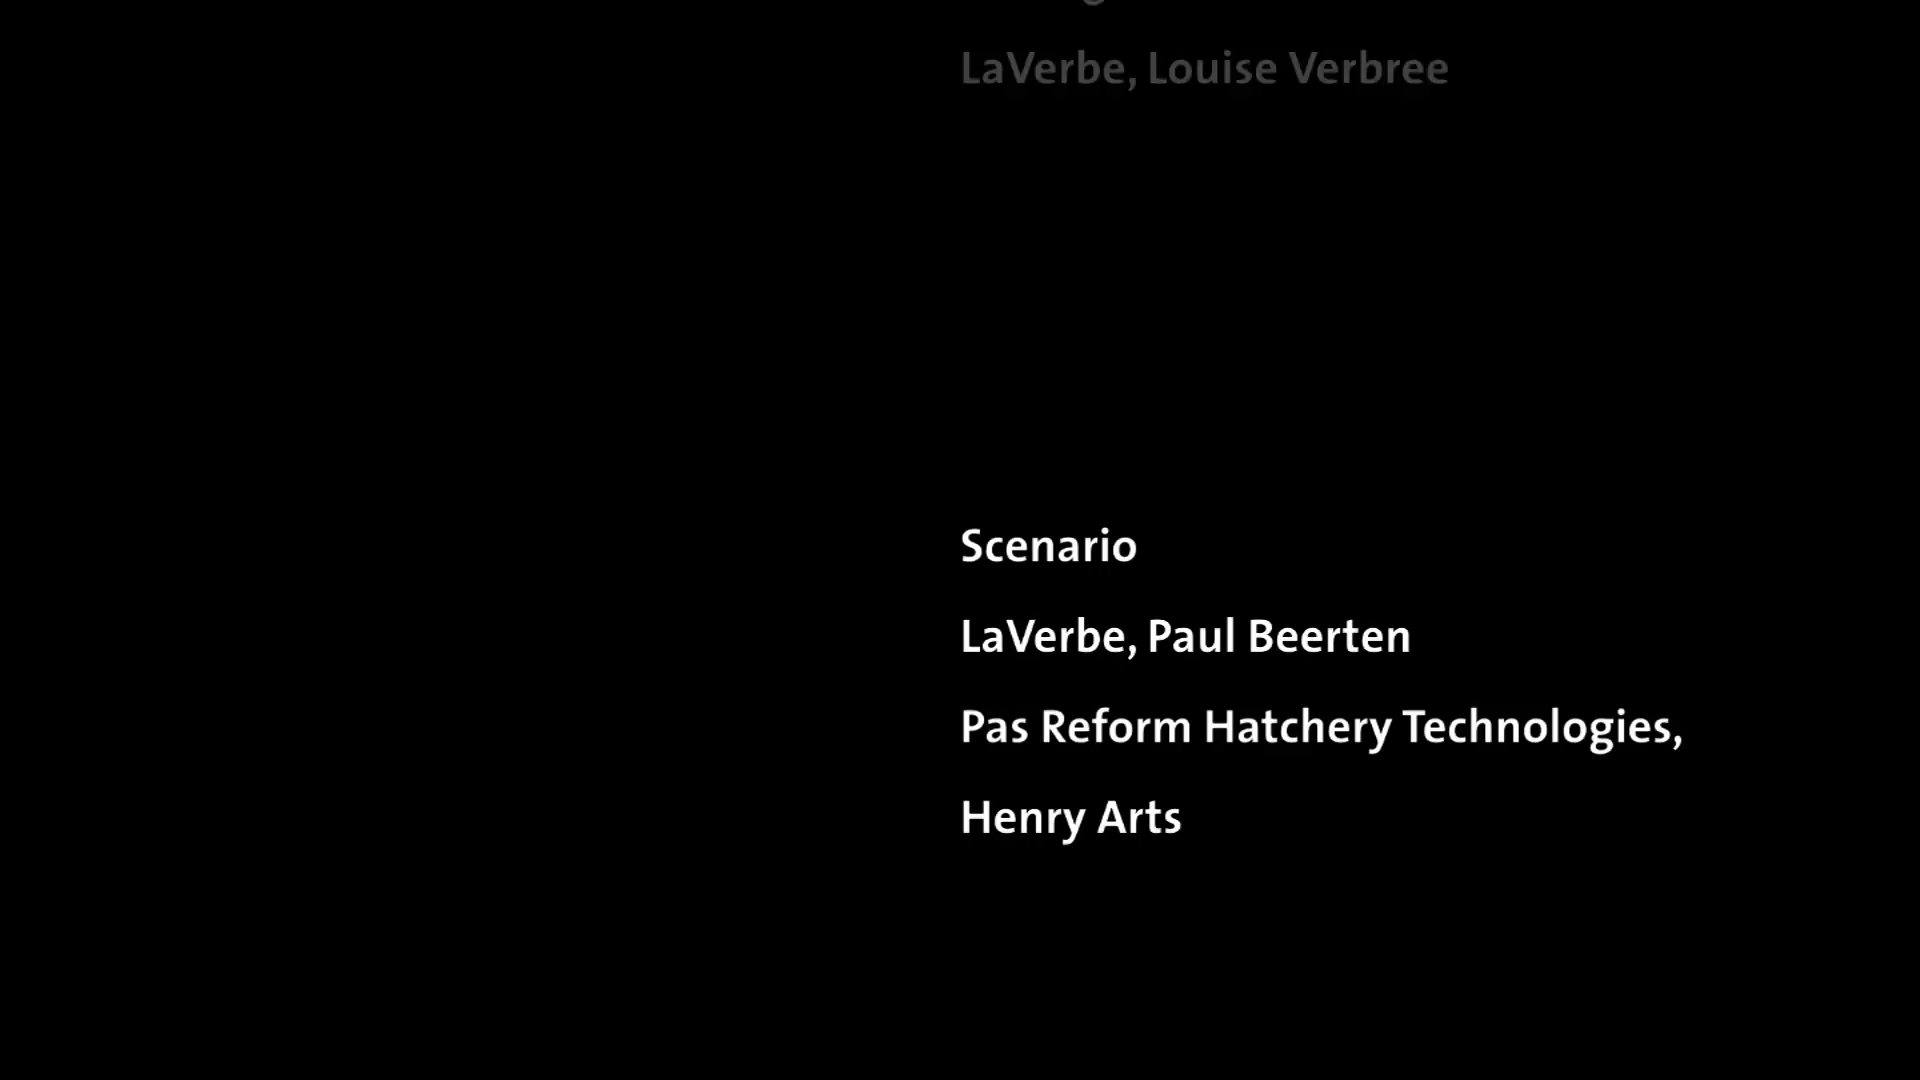 LaVerbe, Louise Verbree
Scenario
LaVerbe, Paul Beerten
Pas Reform Hatchery Technologies,
Henry Arts